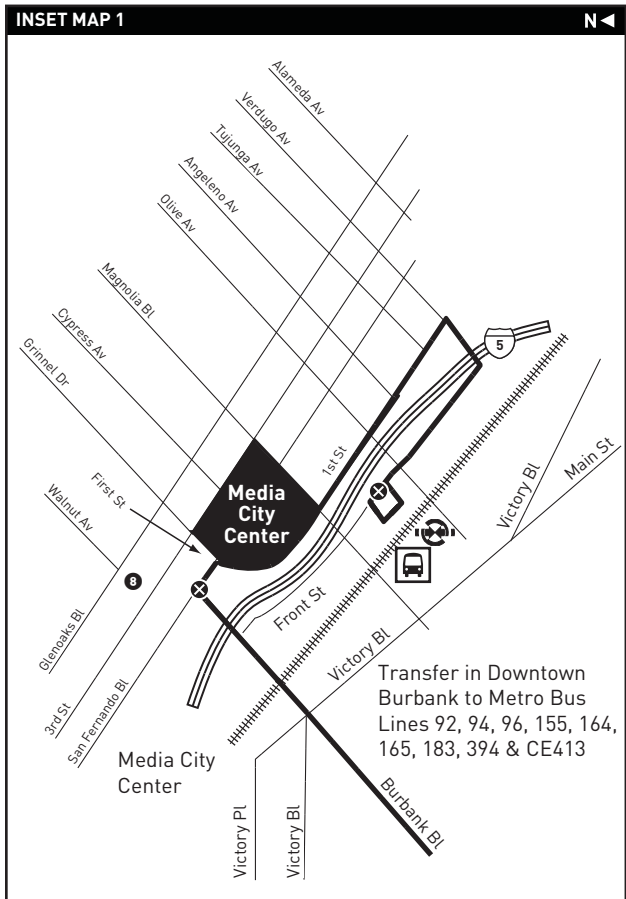 INSET MAP 1
N
Alameda Av
Verdugo Av
Tujunga Av
Angeleno Av
Olive Av
Magnolia Bl
Cypress Av
Grinnel Dr
5
1st St
First St
Media
City
Center
Walnut Av
8
Victory Bl
Main St
Glenoaks Bl
Front St
3rd St
San Fernando Bl
Victory Bl
Transfer in Downtown
Burbank to Metro Bus
Lines 92, 94, 96, 155, 164,
165, 183, 394 & CE413
Media City
Center
Burbank Bl
Victory Pl
Victory Bl